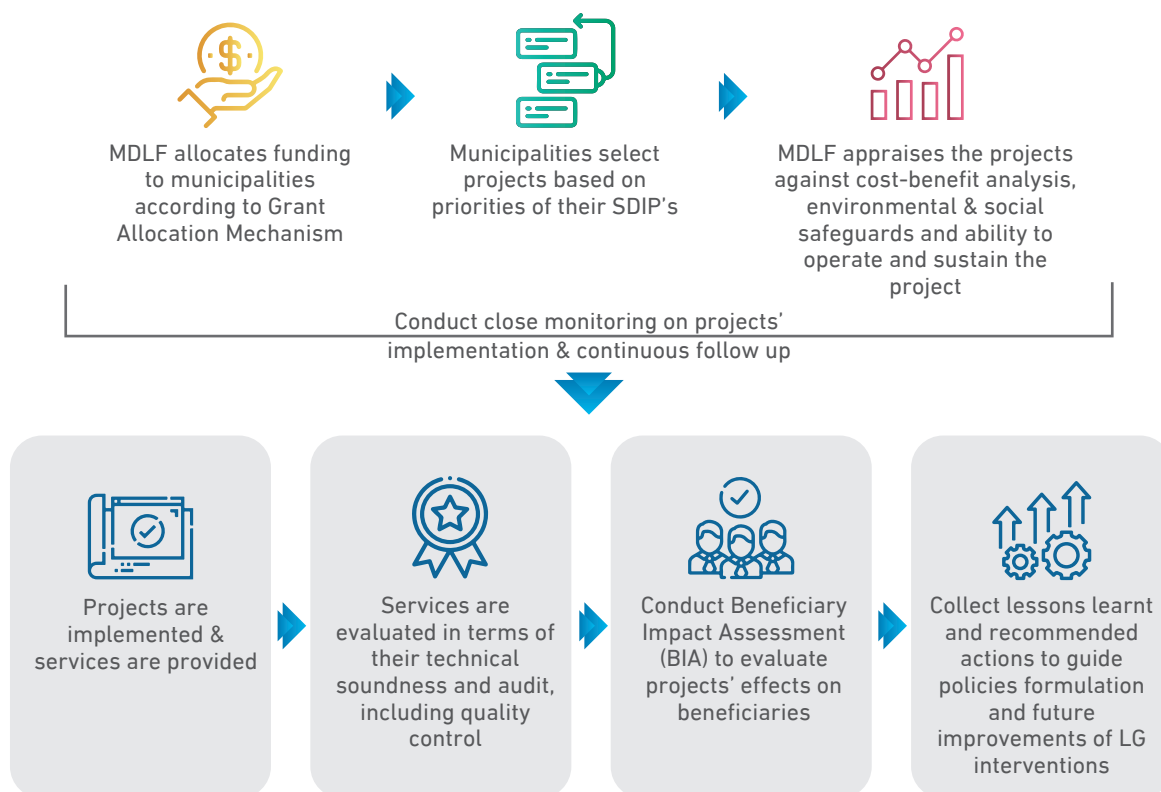 $
MDLF allocates funding
to municipalities
according to Grant
Allocation Mechanism
Municipalities select
projects based on
priorities of their SDIP’s
MDLF appraises the projects
against cost-benefit analysis,
environmental & social
safeguards and ability to
operate and sustain the
project
Conduct close monitoring on projects’
implementation & continuous follow up
Projects are
implemented &
services are provided
Services are
evaluated in terms of
their technical
soundness and audit,
including quality
control
Conduct Beneficiary
Impact Assessment
(BIA) to evaluate
projects’ effects on
beneficiaries
Collect lessons learnt
and recommended
actions to guide
policies formulation
and future
improvements of LG
interventions